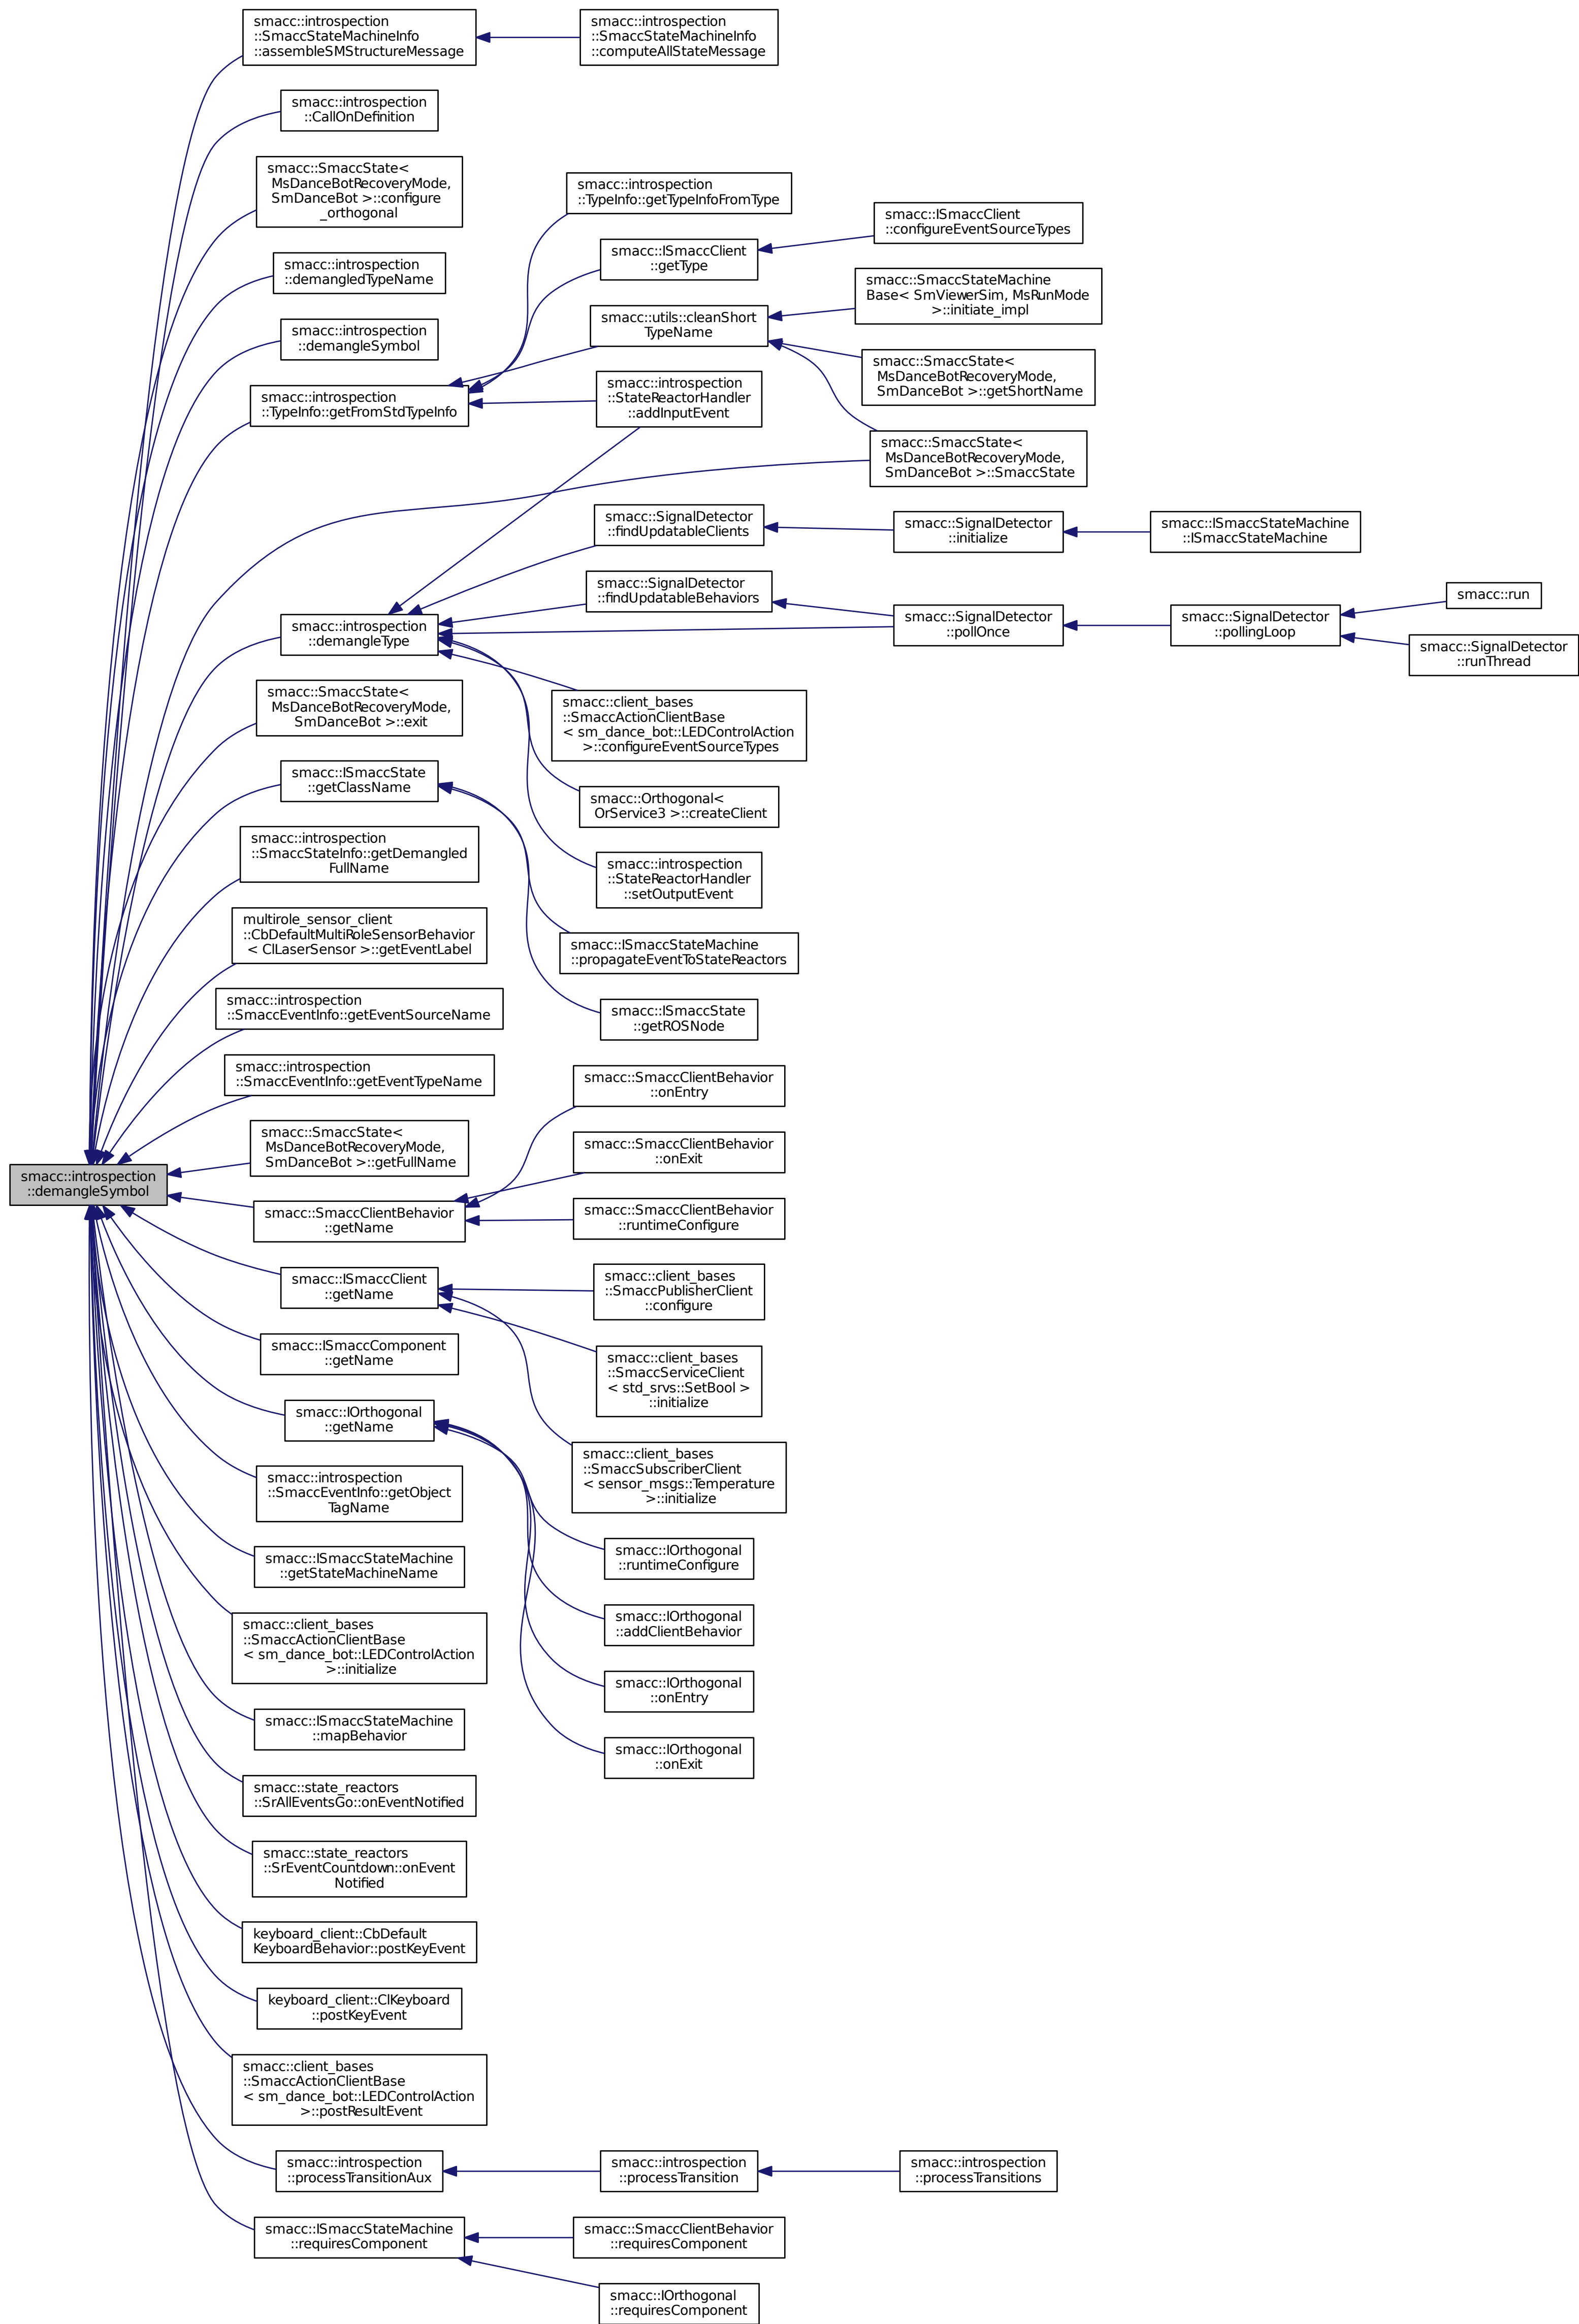 smacc::introspection
::SmaccStateMachineInfo
::assembleSMStructureMessage
smacc::introspection
::SmaccStateMachineInfo
::computeAllStateMessage
smacc::introspection
::CallOnDefinition
smacc::SmaccState<
MsDanceBotRecoveryMode,
SmDanceBot >::configure
_orthogonal
smacc::introspection
::demangledTypeName
smacc::introspection
::demangleSymbol
smacc::introspection
::TypeInfo::getFromStdTypeInfo
smacc::introspection
::TypeInfo::getTypeInfoFromType
smacc::ISmaccClient
::getType
smacc::ISmaccClient
::configureEventSourceTypes
smacc::utils::cleanShort
TypeName
smacc::SmaccStateMachine
Base< SmViewerSim, MsRunMode
>::initiate_impl
smacc::SmaccState<
MsDanceBotRecoveryMode,
SmDanceBot >::getShortName
smacc::introspection
::StateReactorHandler
::addInputEvent
smacc::SmaccState<
MsDanceBotRecoveryMode,
SmDanceBot >::SmaccState
smacc::SignalDetector
::findUpdatableClients
smacc::SignalDetector
::initialize
smacc::ISmaccStateMachine
::ISmaccStateMachine
smacc::SignalDetector
::findUpdatableBehaviors
smacc::introspection
::demangleType
smacc::SignalDetector
::pollOnce
smacc::SignalDetector
::pollingLoop
smacc::run
smacc::SignalDetector
::runThread
smacc::SmaccState<
MsDanceBotRecoveryMode,
SmDanceBot >::exit
smacc::client_bases
::SmaccActionClientBase
< sm_dance_bot::LEDControlAction
>::configureEventSourceTypes
smacc::ISmaccState
::getClassName
smacc::Orthogonal<
OrService3 >::createClient
smacc::introspection
::SmaccStateInfo::getDemangled
FullName
smacc::introspection
::StateReactorHandler
::setOutputEvent
multirole_sensor_client
::CbDefaultMultiRoleSensorBehavior
< ClLaserSensor >::getEventLabel
smacc::ISmaccStateMachine
::propagateEventToStateReactors
smacc::introspection
::SmaccEventInfo::getEventSourceName
smacc::ISmaccState
::getROSNode
smacc::introspection
::SmaccEventInfo::getEventTypeName
smacc::SmaccClientBehavior
::onEntry
smacc::SmaccState<
MsDanceBotRecoveryMode,
SmDanceBot >::getFullName
smacc::SmaccClientBehavior
::onExit
smacc::introspection
::demangleSymbol
smacc::SmaccClientBehavior
::getName
smacc::SmaccClientBehavior
::runtimeConfigure
smacc::ISmaccClient
::getName
smacc::client_bases
::SmaccPublisherClient
::configure
smacc::ISmaccComponent
::getName
smacc::client_bases
::SmaccServiceClient
< std_srvs::SetBool >
::initialize
smacc::IOrthogonal
::getName
smacc::client_bases
::SmaccSubscriberClient
< sensor_msgs::Temperature
>::initialize
smacc::introspection
::SmaccEventInfo::getObject
TagName
smacc::IOrthogonal
::runtimeConfigure
smacc::ISmaccStateMachine
::getStateMachineName
smacc::IOrthogonal
::addClientBehavior
smacc::client_bases
::SmaccActionClientBase
< sm_dance_bot::LEDControlAction
>::initialize
smacc::IOrthogonal
::onEntry
smacc::ISmaccStateMachine
::mapBehavior
smacc::IOrthogonal
::onExit
smacc::state_reactors
::SrAllEventsGo::onEventNotified
smacc::state_reactors
::SrEventCountdown::onEvent
Notified
keyboard_client::CbDefault
KeyboardBehavior::postKeyEvent
keyboard_client::ClKeyboard
::postKeyEvent
smacc::client_bases
::SmaccActionClientBase
< sm_dance_bot::LEDControlAction
>::postResultEvent
smacc::introspection
::processTransitionAux
smacc::introspection
::processTransition
smacc::introspection
::processTransitions
smacc::ISmaccStateMachine
::requiresComponent
smacc::SmaccClientBehavior
::requiresComponent
smacc::IOrthogonal
::requiresComponent